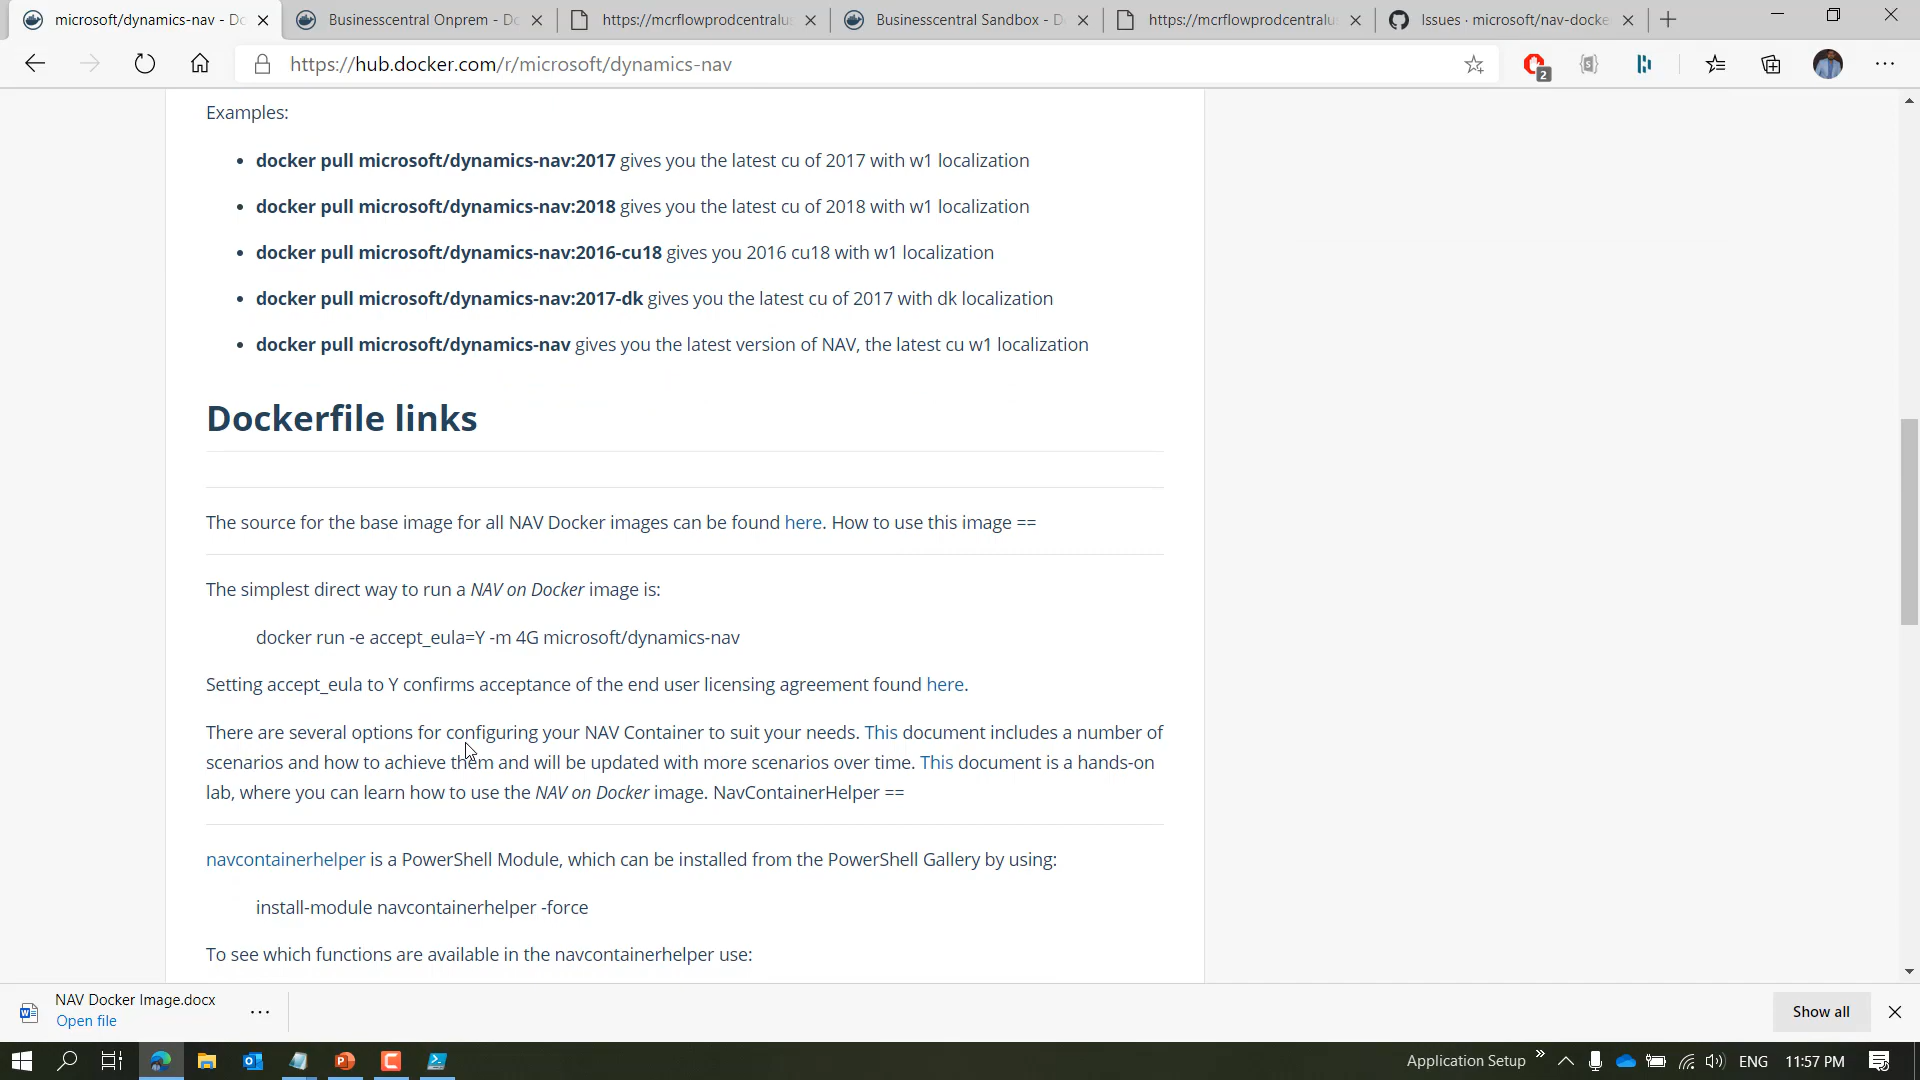 microsoft/dynamics-nav - Do
Businesscentral Onprem - Do
https://mcrflowprodcentralus
Businesscentral Sandbox - D
https://mcrflowprodcentralus
Issues · microsoft/nav-docke
https://hub.docker.com/r/microsoft/dynamics-nav
2
Examples:
• docker pull microsoft/dynamics-nav:2017 gives you the latest cu of 2017 with w1 localization
• docker pull microsoft/dynamics-nav:2018 gives you the latest cu of 2018 with w1 localization
• docker pull microsoft/dynamics-nav:2016-cu18 gives you 2016 cu18 with w1 localization
• docker pull microsoft/dynamics-nav:2017-dk gives you the latest cu of 2017 with dk localization
• docker pull microsoft/dynamics-nav gives you the latest version of NAV, the latest cu w1 localization
Dockerfile links
The source for the base image for all NAV Docker images can be found here. How to use this image ==
The simplest direct way to run a NAV on Docker image is:
docker run -e accept_eula=Y -m 4G microsoft/dynamics-nav
Setting accept_eula to Y confirms acceptance of the end user licensing agreement found here.
There are several options for configuring your NAV Container to suit your needs. This document includes a number of
scenarios and how to achieve them and will be updated with more scenarios over time. This document is a hands-on
lab, where you can learn how to use the NAV on Docker image. NavContainerHelper ==
navcontainerhelper is a PowerShell Module, which can be installed from the PowerShell Gallery by using:
install-module navcontainerhelper -force
To see which functions are available in the navcontainerhelper use:
NAV Docker Image.docx
Open file
Show all
Application Setup
ENG
11:57 PM